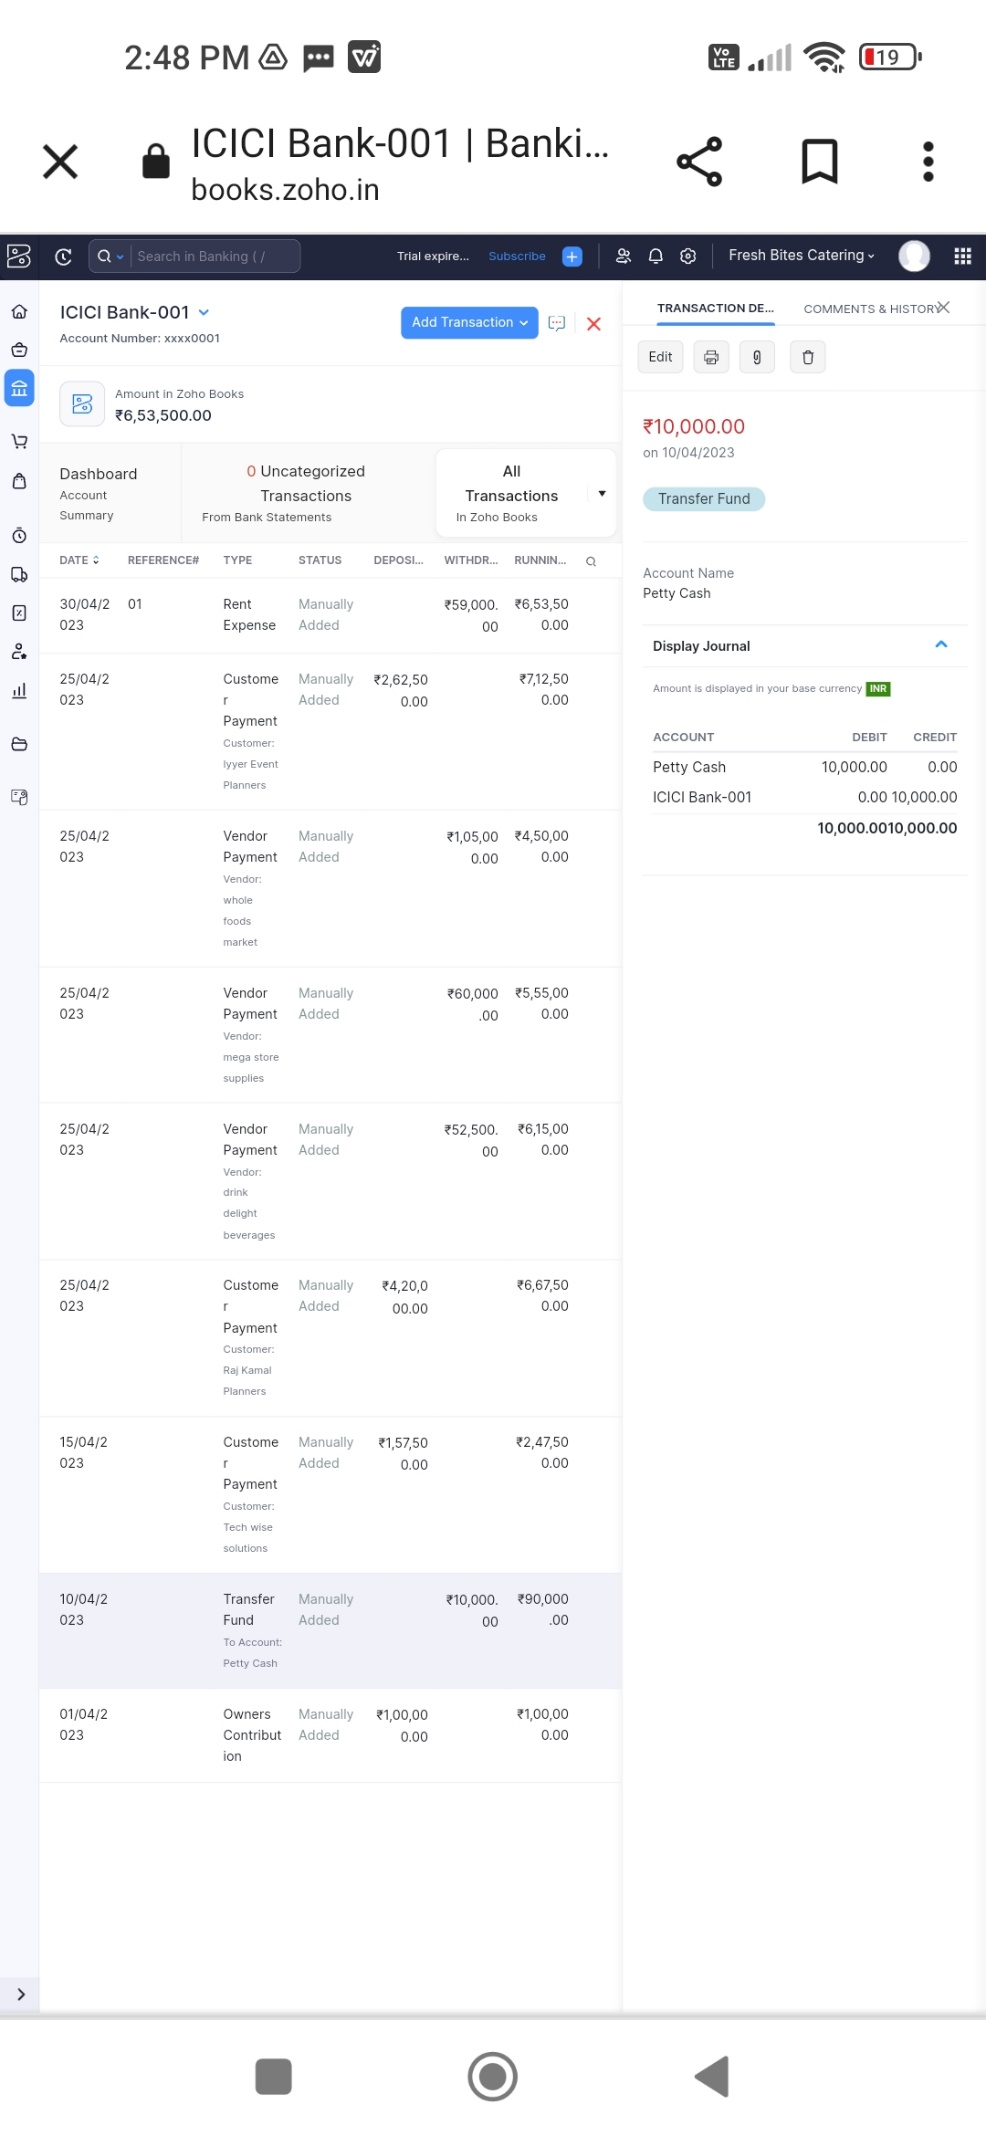 2:48 PM
Vo LTE
19
ICICI Bank-001 | Banki...
books.zoho.in
Search in Banking ( /
Trial expire...
Subscribe
Fresh Bites Catering
ICICI Bank-001
Account Number: xxxx0001
Add Transaction
Amount in Zoho Books
₹6,53,500.00
Dashboard
Account
Summary
0 Uncategorized
Transactions
From Bank Statements
All
Transactions
In Zoho Books
DATE REFERENCE# TYPE STATUS DEPOSI... WITHDR... RUNNIN...
30/04/2 01 Rent Manually ₹59,000. ₹6,53,50
023 Expense Added 00 0.00
25/04/2 Custome Manually ₹2,62,50 ₹7,12,50
023 r Added 0.00 0.00
Payment
Customer:
Iyyer Event
Planners
25/04/2 Vendor Manually ₹1,05,00 ₹4,50,00
023 Payment Added 0.00 0.00
Vendor:
whole
foods
market
25/04/2 Vendor Manually ₹60,000 ₹5,55,00
023 Payment Added .00 0.00
Vendor:
mega store
supplies
25/04/2 Vendor Manually ₹52,500. ₹6,15,00
023 Payment Added 00 0.00
Vendor:
drink
delight
beverages
25/04/2 Custome Manually ₹4,20,0 ₹6,67,50
023 r Added 00.00 0.00
Payment
Customer:
Raj Kamal
Planners
15/04/2 Custome Manually ₹1,57,50 ₹2,47,50
023 r Added 0.00 0.00
Payment
Customer:
Tech wise
solutions
10/04/2 Transfer Manually ₹10,000. ₹90,000
023 Fund Added 00 .00
To Account:
Petty Cash
01/04/2 Owners Manually ₹1,00,00 ₹1,00,00
023 Contribut Added 0.00 0.00
ion
TRANSACTION DE...
COMMENTS & HISTORY
Edit
₹10,000.00
on 10/04/2023
Transfer Fund
Account Name
Petty Cash
Display Journal
Amount is displayed in your base currency INR
ACCOUNT DEBIT CREDIT
Petty Cash 10,000.00 0.00
ICICI Bank-001 0.00 10,000.00
10,000.0010,000.00